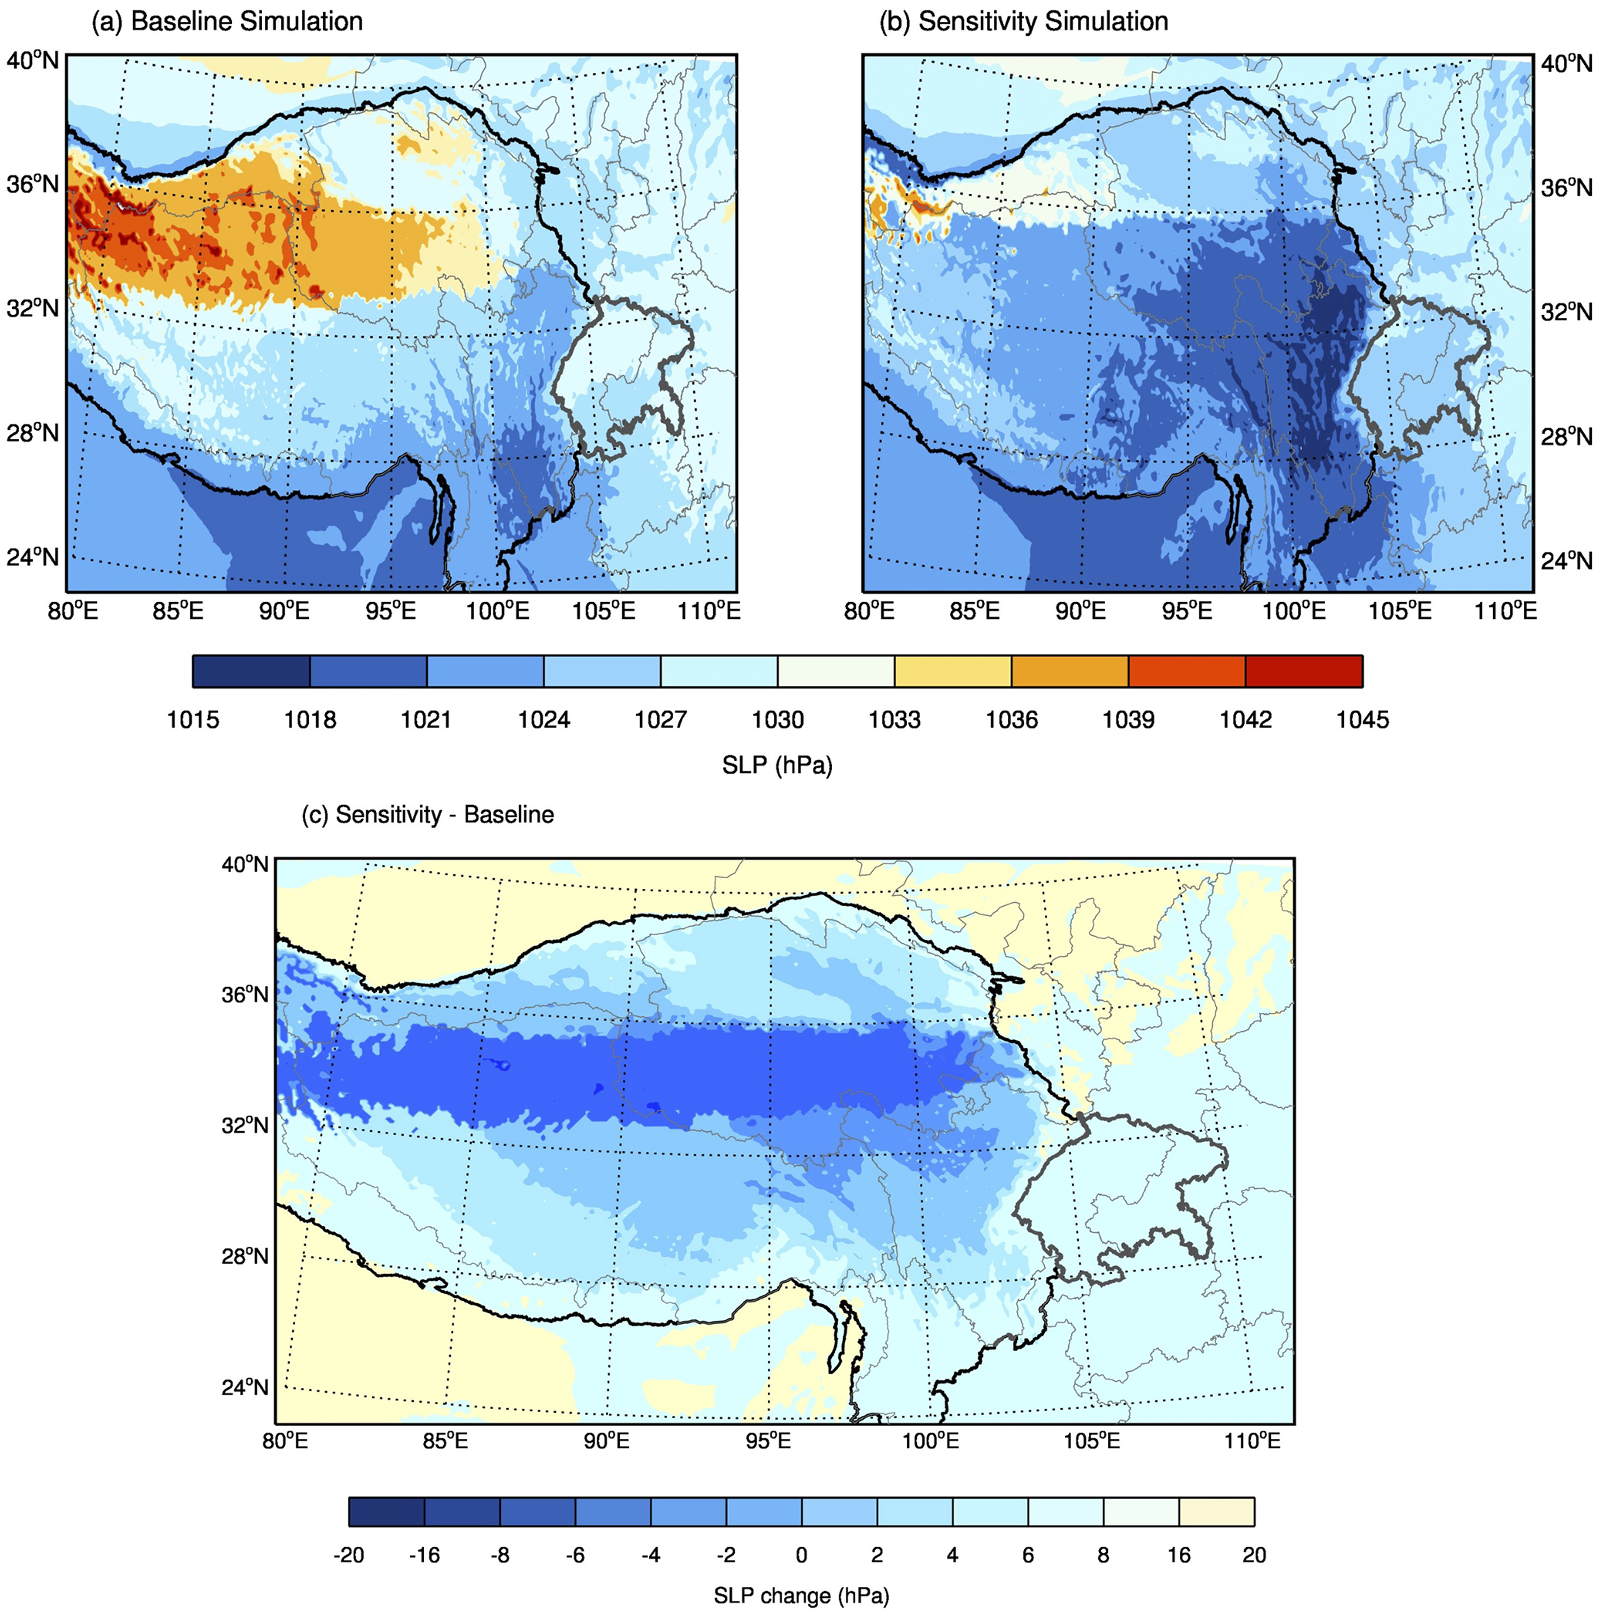 (a) Baseline Simulation
(b) Sensitivity Simulation
40°N
36°N
32°N
28°N
24°N
80°E 85°E 90°E 95°E 100°E 105°E 110°E
40°N
36°N
32°N
28°N
24°N
80°E 85°E 90°E 95°E 100°E 105°E 110°E
1015 1018 1021 1024 1027 1030 1033 1036 1039 1042 1045
SLP (hPa)
(c) Sensitivity - Baseline
40°N
36°N
32°N
28°N
24°N
80°E 85°E 90°E 95°E 100°E 105°E 110°E
-20 -16 -8 -6 -4 -2 0 2 4 6 8 16 20
SLP change (hPa)